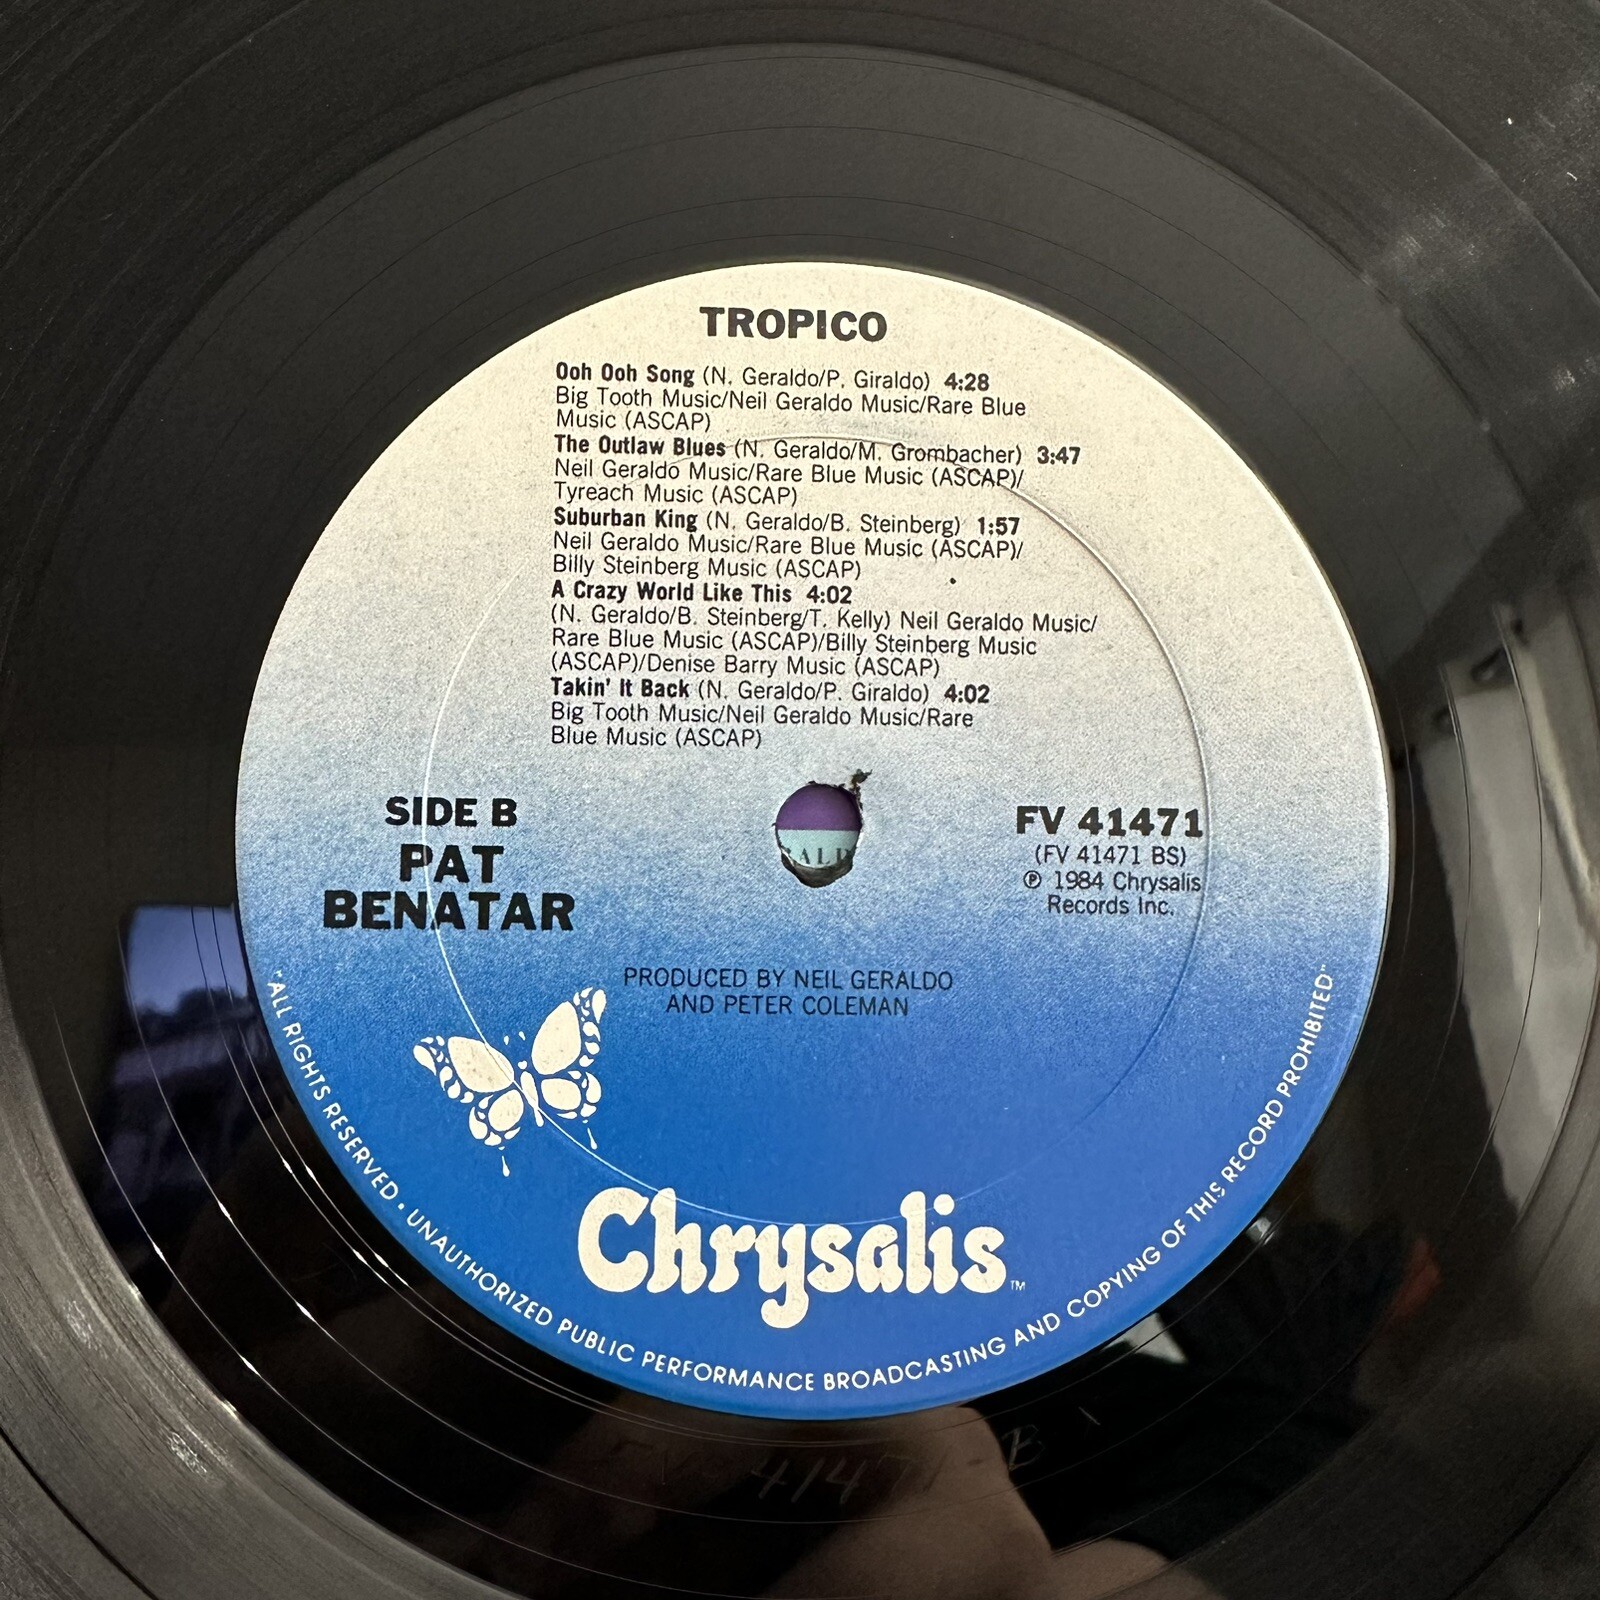 TROPICO
Ooh Ooh Song (N. Geraldo/P. Giraldo) 4:28
Big Tooth Music/Neil Geraldo Music/Rare Blue
Music (ASCAP)
The Outlaw Blues (N. Geraldo/M. Grombacher) 3:47
Neil Geraldo Music/Rare Blue Music (ASCAP)/
Tyreach Music (ASCAP)
Suburban King (N. Geraldo/B. Steinberg) 1:57
Neil Geraldo Music/Rare Blue Music (ASCAP)/
Billy Steinberg Music (ASCAP)
A Crazy World Like This 4:02
(N. Geraldo/B. Steinberg/T. Kelly) Neil Geraldo Music/
Rare Blue Music (ASCAP)/Billy Steinberg Music
(ASCAP)/Denise Barry Music (ASCAP)
Takin' It Back (N. Geraldo/P. Giraldo) 4:02
Big Tooth Music/Neil Geraldo Music/Rare
Blue Music (ASCAP)
SIDE B
PAT
BENATAR
FV 41471
(FV 41471 BS)
℗ 1984 Chrysalis
Records Inc.
PRODUCED BY NEIL GERALDO
AND PETER COLEMAN
Chrysalis™
"ALL RIGHTS RESERVED • UNAUTHORIZED PUBLIC PERFORMANCE BROADCASTING AND COPYING OF THIS RECORD PROHIBITED"
41471-B